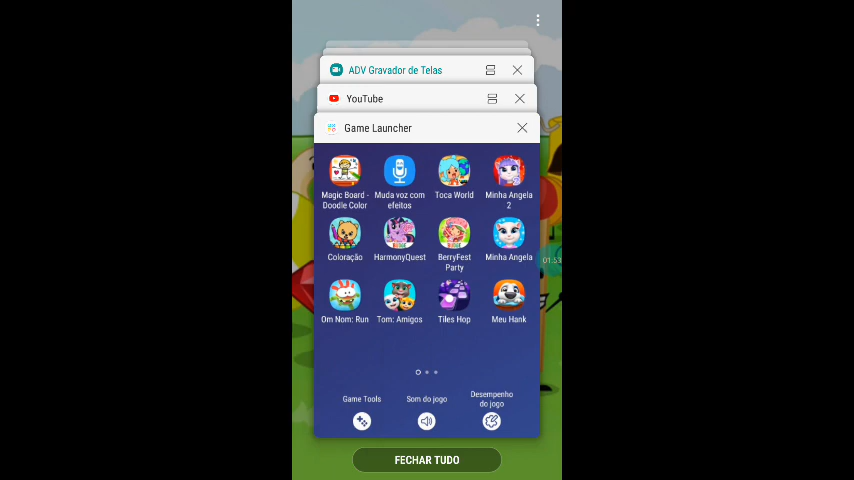 ADV Gravador de Telas
YouTube
Game Launcher
Magic Board -
Doodle Color
Muda voz com
efeitos
Toca World
Minha Angela
2
Coloração
HarmonyQuest
BerryFest
Party
Minha Angela
Om Nom: Run
Tom: Amigos
Tiles Hop
Meu Hank
01:53
Game Tools
Som do jogo
Desempenho
do jogo
FECHAR TUDO